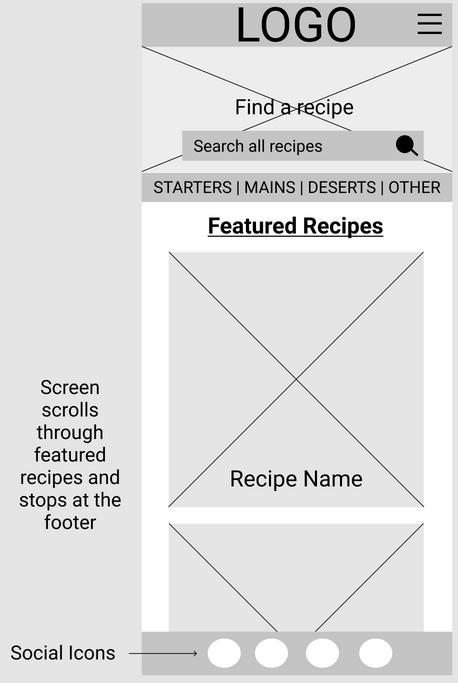 LOGO
Find a recipe
Search all recipes
STARTERS | MAINS | DESERTS | OTHER
Featured Recipes
Recipe Name
Screen
scrolls
through
featured
recipes and
stops at the
footer
Social Icons